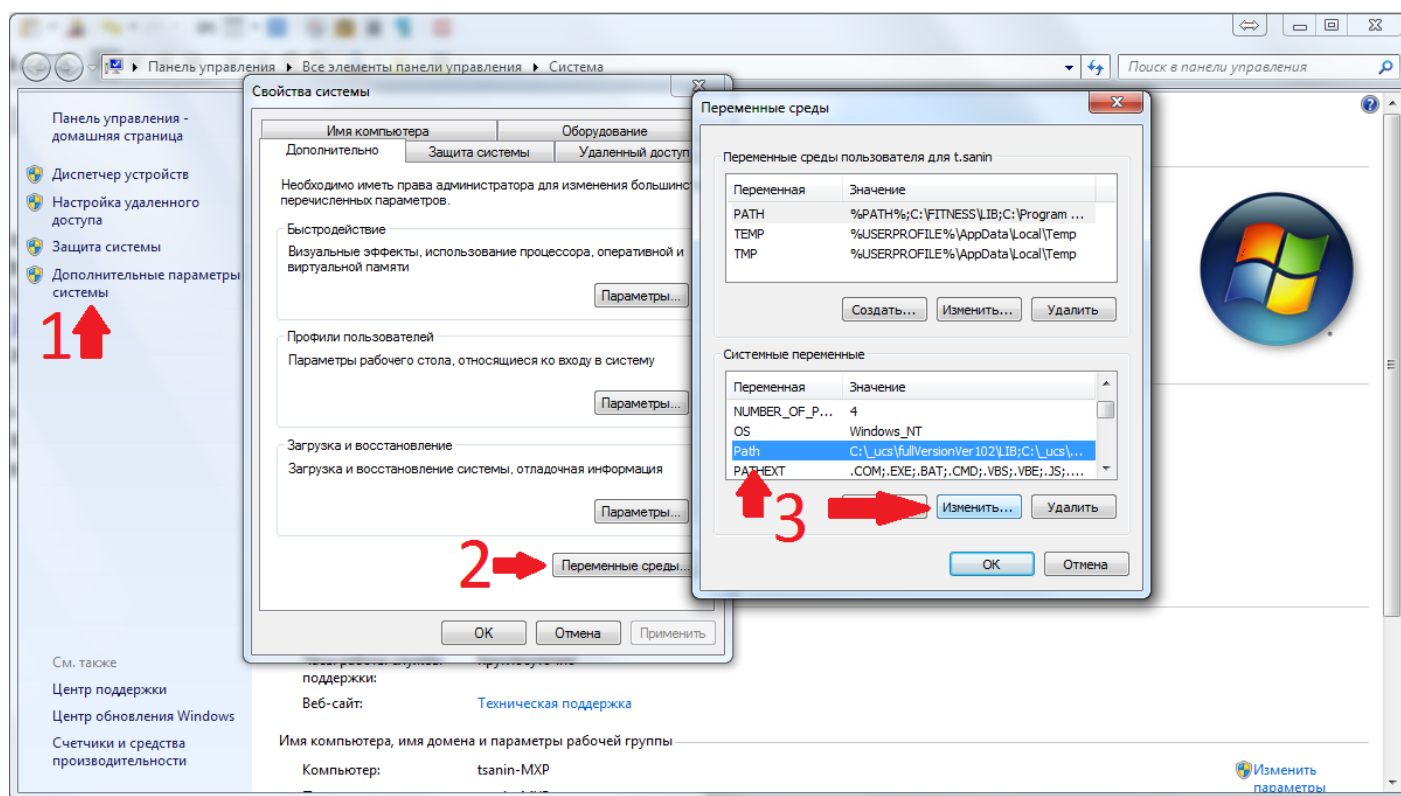 Панель управления ▸ Все элементы панели управления ▸ Система
Поиск в панели управления
Панель управления -
домашняя страница
Диспетчер устройств
Настройка удаленного
доступа
Защита системы
Дополнительные параметры
системы
1
См. также
Центр поддержки
Центр обновления Windows
Счетчики и средства
производительности
Свойства системы
Имя компьютера
Оборудование
Дополнительно
Защита системы
Удаленный доступ
Необходимо иметь права администратора для изменения большинс
перечисленных параметров.
Быстродействие
Визуальные эффекты, использование процессора, оперативной и
виртуальной памяти
Параметры...
Профили пользователей
Параметры рабочего стола, относящиеся ко входу в систему
Параметры...
Загрузка и восстановление
Загрузка и восстановление системы, отладочная информация
Параметры...
2
Переменные среды...
OK
Отмена
Применить
Переменные среды
Переменные среды пользователя для t.sanin
Переменная Значение
PATH %PATH%;C:\FITNESS\LIB;C:\Program ...
TEMP %USERPROFILE%\AppData\Local\Temp
TMP %USERPROFILE%\AppData\Local\Temp
Создать...
Изменить...
Удалить
Системные переменные
Переменная Значение
NUMBER_OF_P... 4
OS Windows_NT
Path C:\_ucs\fullVersionVer102\LIB;C:\_ucs\...
PATHEXT .COM;.EXE;.BAT;.CMD;.VBS;.VBE;.JS;....
3
Изменить...
Удалить
OK
Отмена
поддержки:
Веб-сайт: Техническая поддержка
Имя компьютера, имя домена и параметры рабочей группы
Компьютер: tsanin-MXP
Изменить
параметры